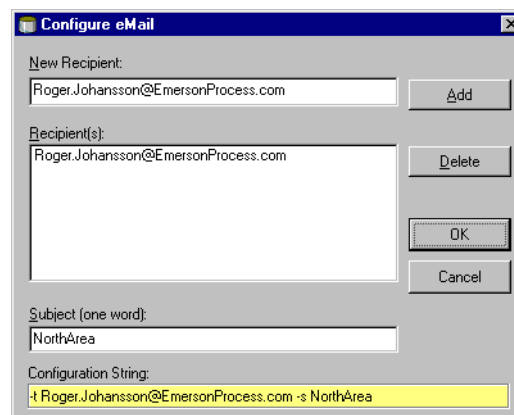 Configure eMail
New Recipient:
Roger.Johansson@EmersonProcess.com
Add
Recipient(s):
Roger.Johansson@EmersonProcess.com
Delete
OK
Cancel
Subject (one word):
NorthArea
Configuration String:
-t Roger.Johansson@EmersonProcess.com -s NorthArea